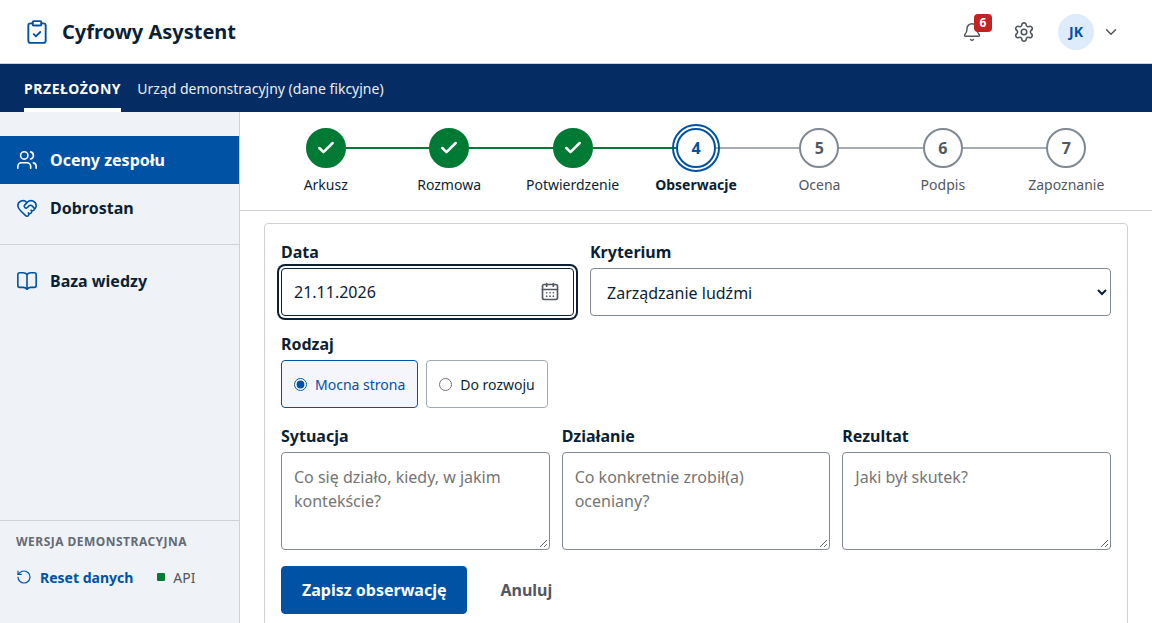 Cyfrowy Asystent
6
JK
PRZEŁOŻONY
Urząd demonstracyjny (dane fikcyjne)
Oceny zespołu
Dobrostan
Baza wiedzy
WERSJA DEMONSTRACYJNA
Reset danych
API
4
5
6
7
Arkusz
Rozmowa
Potwierdzenie
Obserwacje
Ocena
Podpis
Zapoznanie
Data
Kryterium
21.11.2026
Zarządzanie ludźmi
Rodzaj
Mocna strona
Do rozwoju
Sytuacja
Działanie
Rezultat
Co się działo, kiedy, w jakim
kontekście?
Co konkretnie zrobił(a)
oceniany?
Jaki był skutek?
Zapisz obserwację
Anuluj